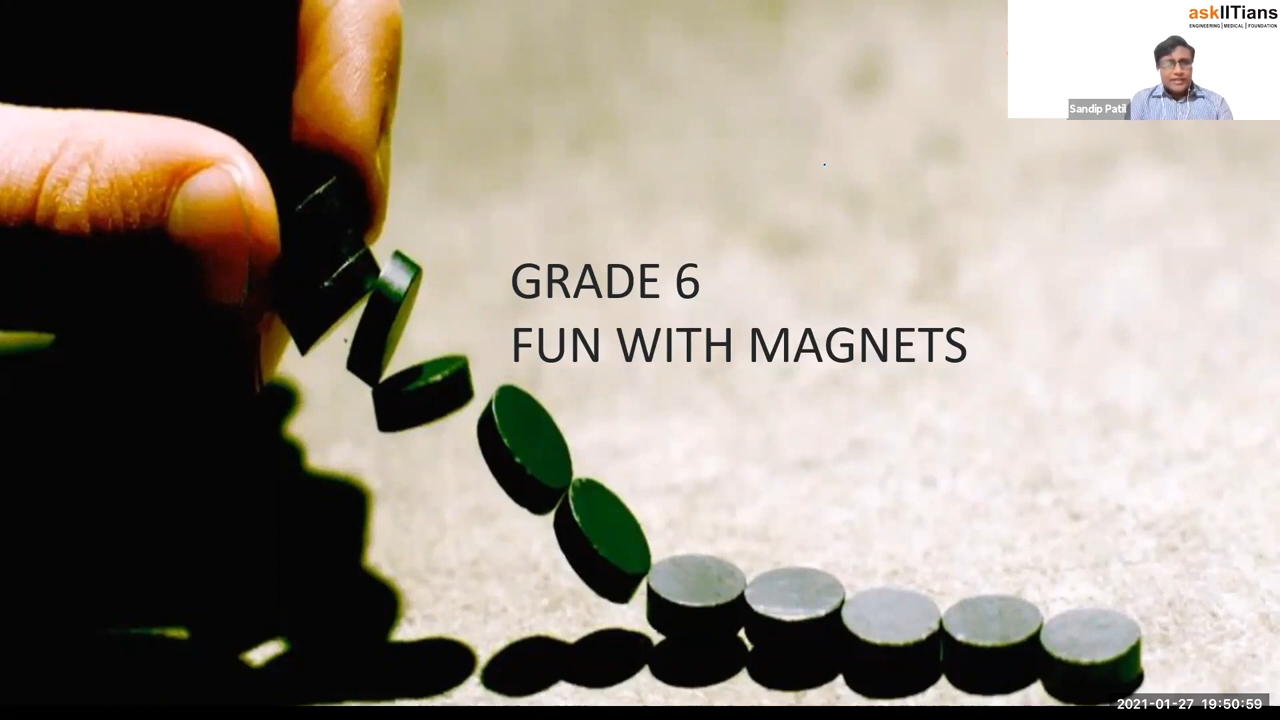 askIITians
ENGINEERING | MEDICAL | FOUNDATION
Sandip Patil
GRADE 6
FUN WITH MAGNETS
2021-01-27 19:50:59